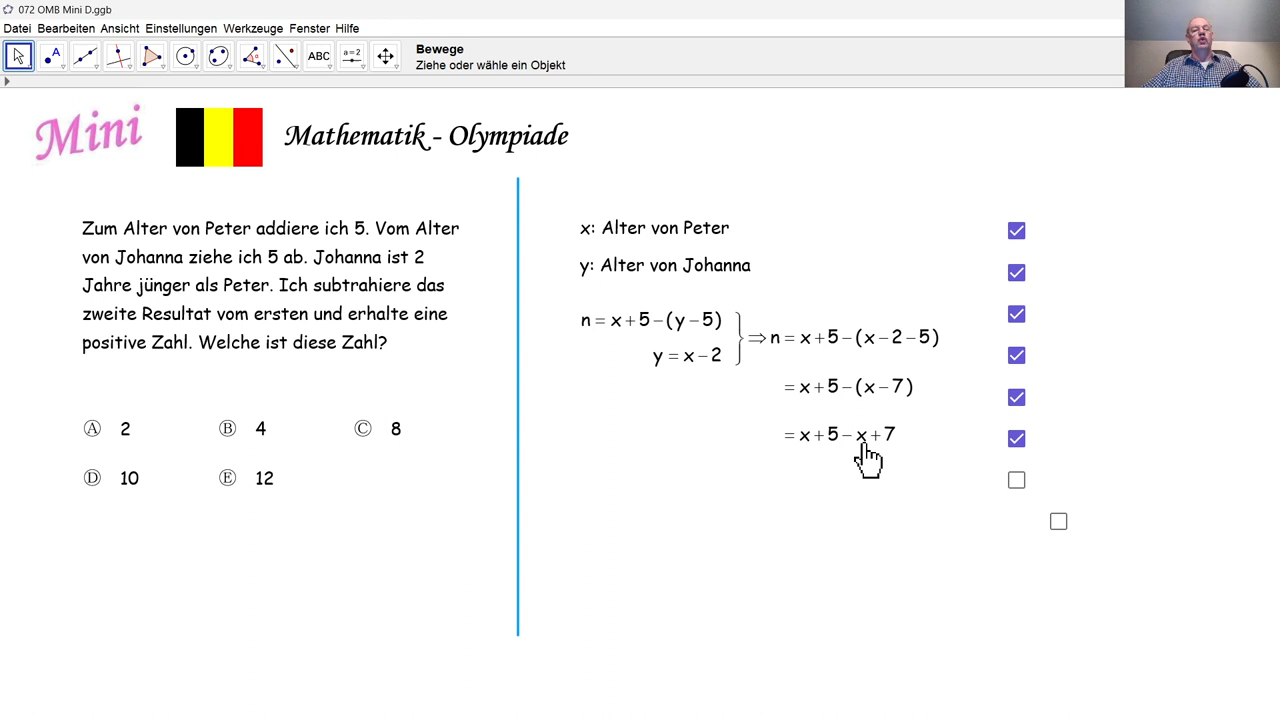 072 OMB Mini D.ggb
Datei Bearbeiten Ansicht Einstellungen Werkzeuge Fenster Hilfe
A
ABC
a=2
Bewege
Ziehe oder wähle ein Objekt
Mini
Mathematik - Olympiade
Zum Alter von Peter addiere ich 5. Vom Alter
von Johanna ziehe ich 5 ab. Johanna ist 2
Jahre jünger als Peter. Ich subtrahiere das
zweite Resultat vom ersten und erhalte eine
positive Zahl. Welche ist diese Zahl?
Ⓐ 2 Ⓑ 4 Ⓒ 8
Ⓓ 10 Ⓔ 12
x: Alter von Peter
y: Alter von Johanna
n = x + 5 − (y − 5)
y = x − 2
⇒ n = x + 5 − (x − 2 − 5)
= x + 5 − (x − 7)
= x + 5 − x + 7